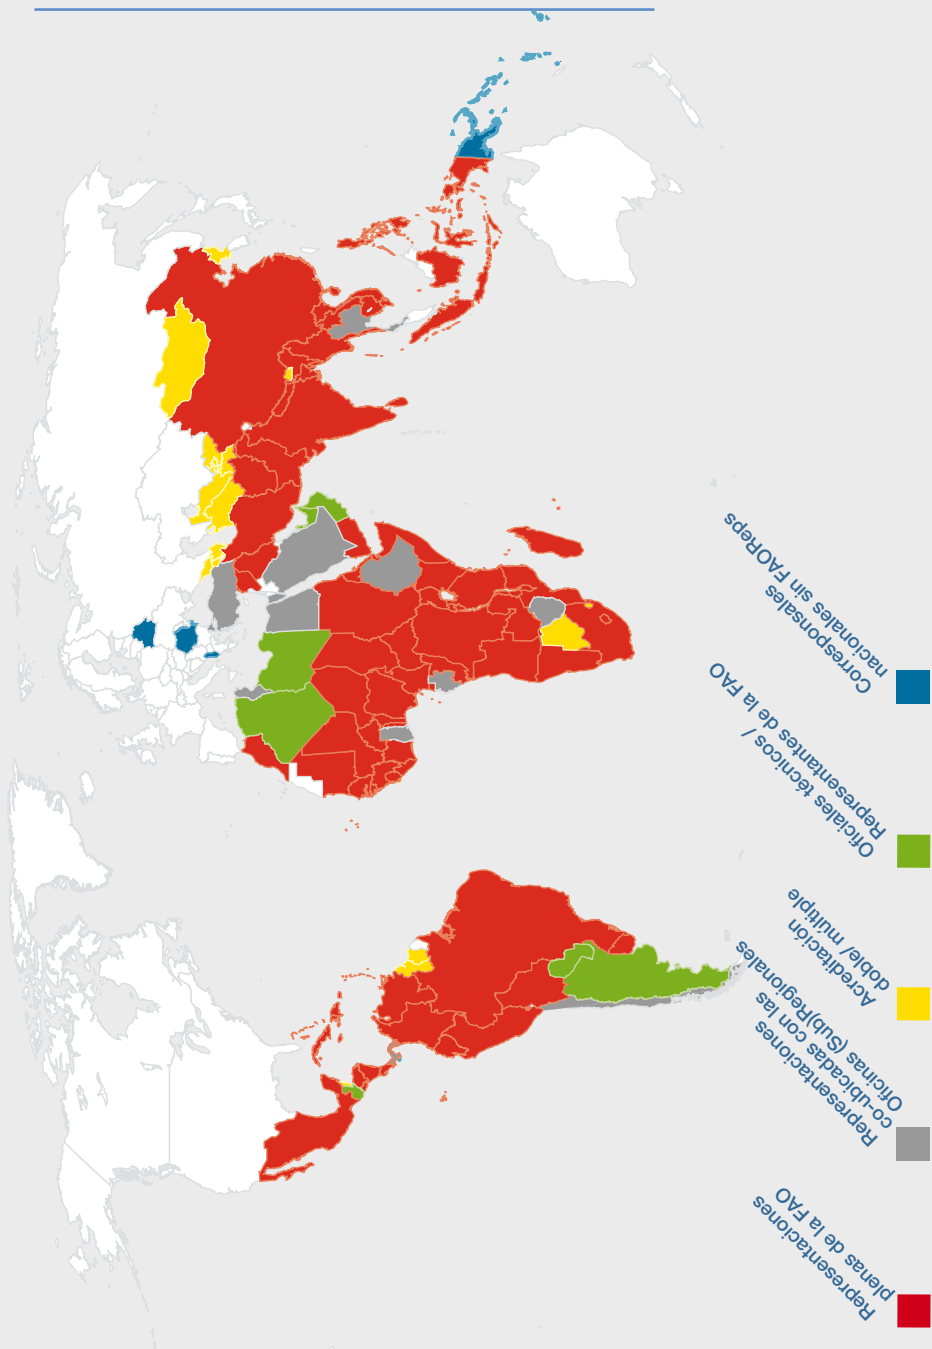 Representaciones
plenas de la FAO
Representaciones
co-ubicadas con las
Oficinas (Sub)Regionales
Acreditación
doble/ múltiple
Oficiales técnicos /
Representantes de la FAO
Corresponsales
nacionales sin FAOReps